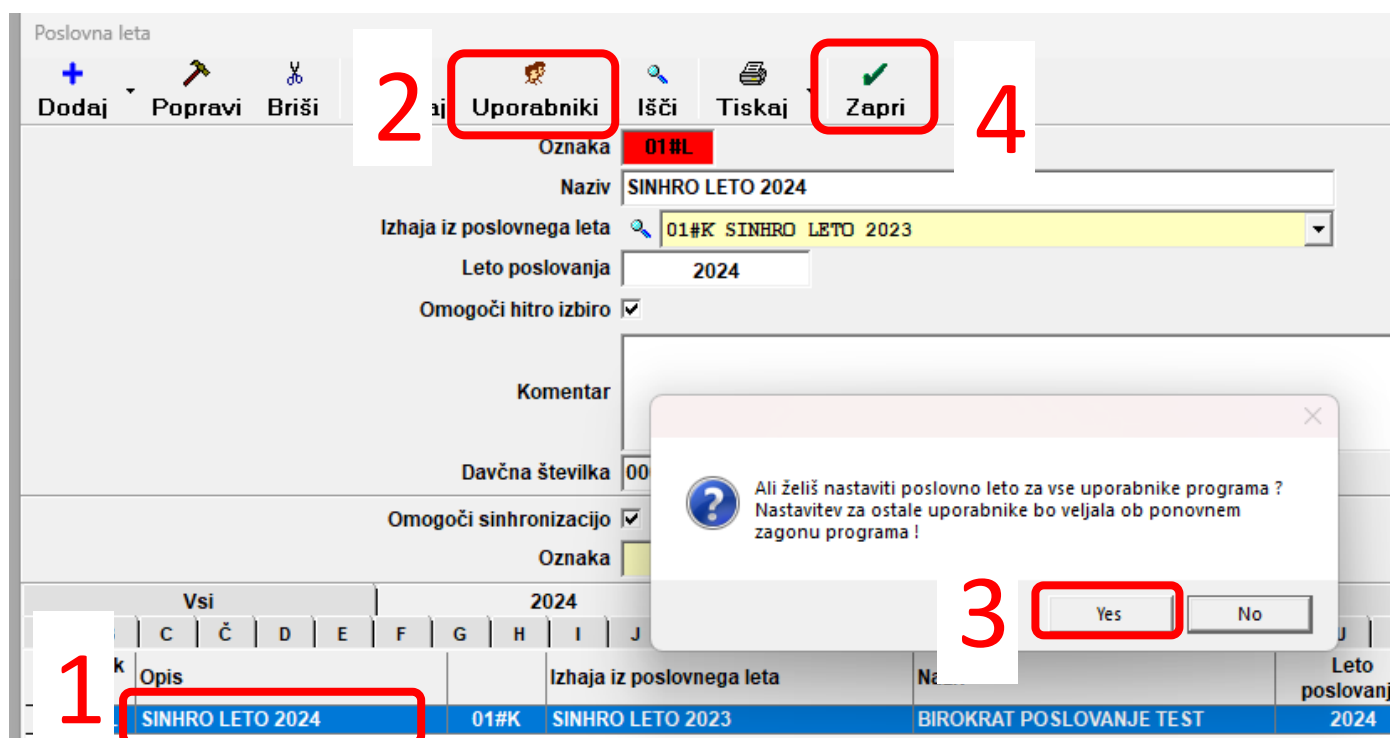 Poslovna leta
Dodaj Popravi Briši aj Uporabniki Išči Tiskaj Zapri
2
4
Oznaka 01#L
Naziv SINHRO LETO 2024
Izhaja iz poslovnega leta 01#K SINHRO LETO 2023
Leto poslovanja 2024
Omogoči hitro izbiro
Komentar
Davčna številka 00
Ali želiš nastaviti poslovno leto za vse uporabnike programa ?
Nastavitev za ostale uporabnike bo veljala ob ponovnem
zagonu programa !
Omogoči sinhronizacijo
Oznaka
3
Yes No
Vsi 2024
C Č D E F G H I J
1
k Opis Izhaja iz poslovnega leta Leto
poslovanj
SINHRO LETO 2024 01#K SINHRO LETO 2023 BIROKRAT POSLOVANJE TEST 2024